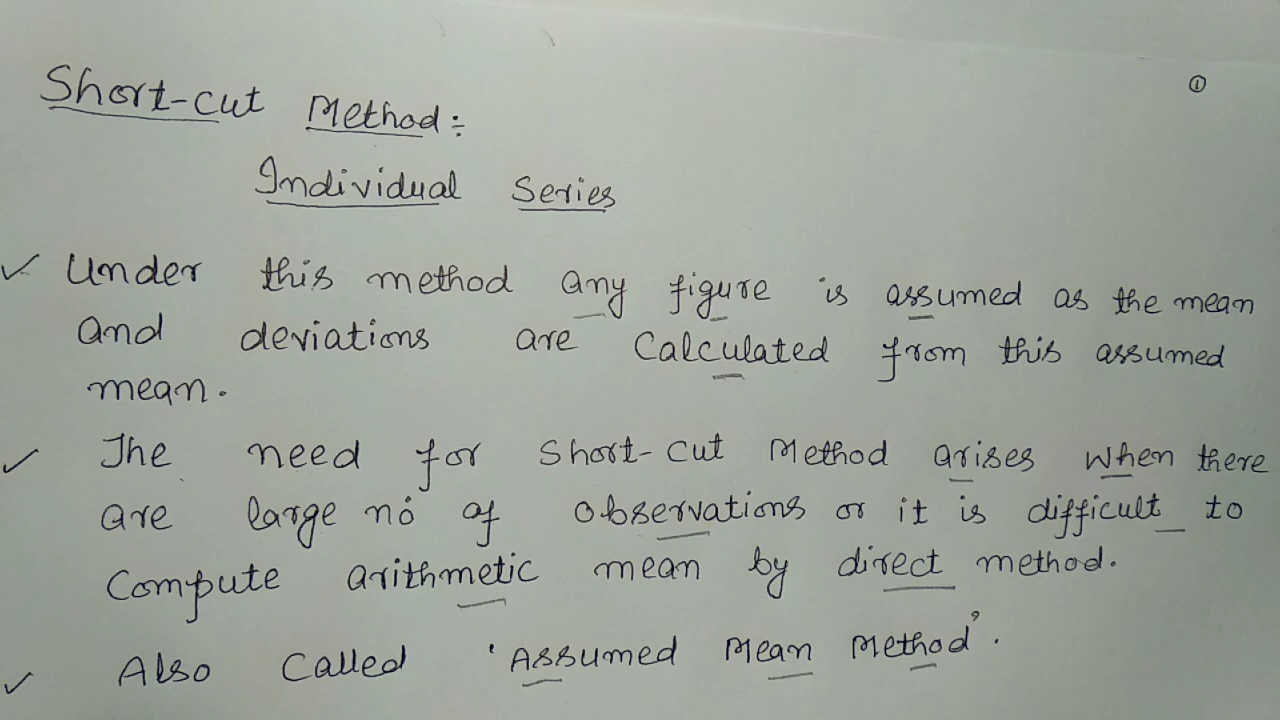 ①
Short-cut Method:-
Individual Series
✓ Under this method any figure is assumed as the mean
and deviations are Calculated from this assumed
mean.
✓ The need for Short-cut Method arises when there
are large no of observations or it is difficult to
Compute arithmetic mean by direct method.
✓ Also Called 'Assumed Mean Method'.